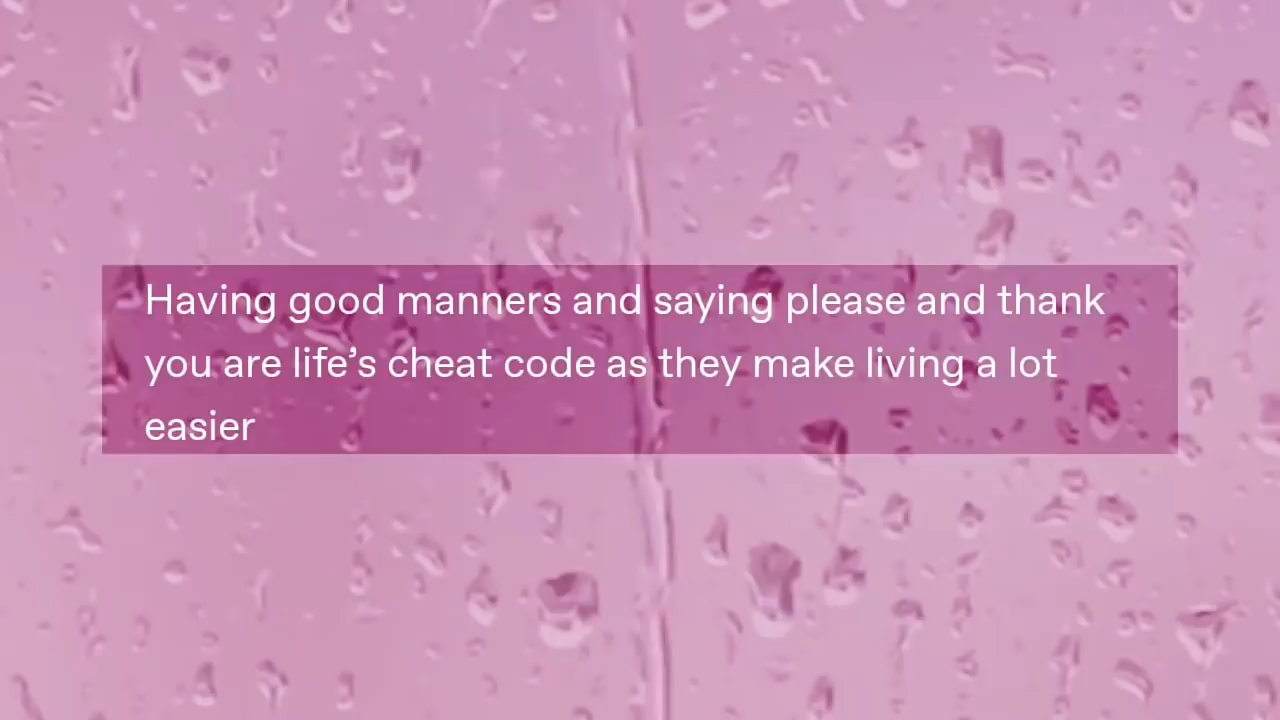 Having good manners and saying please and thank
you are life’s cheat code as they make living a lot
easier